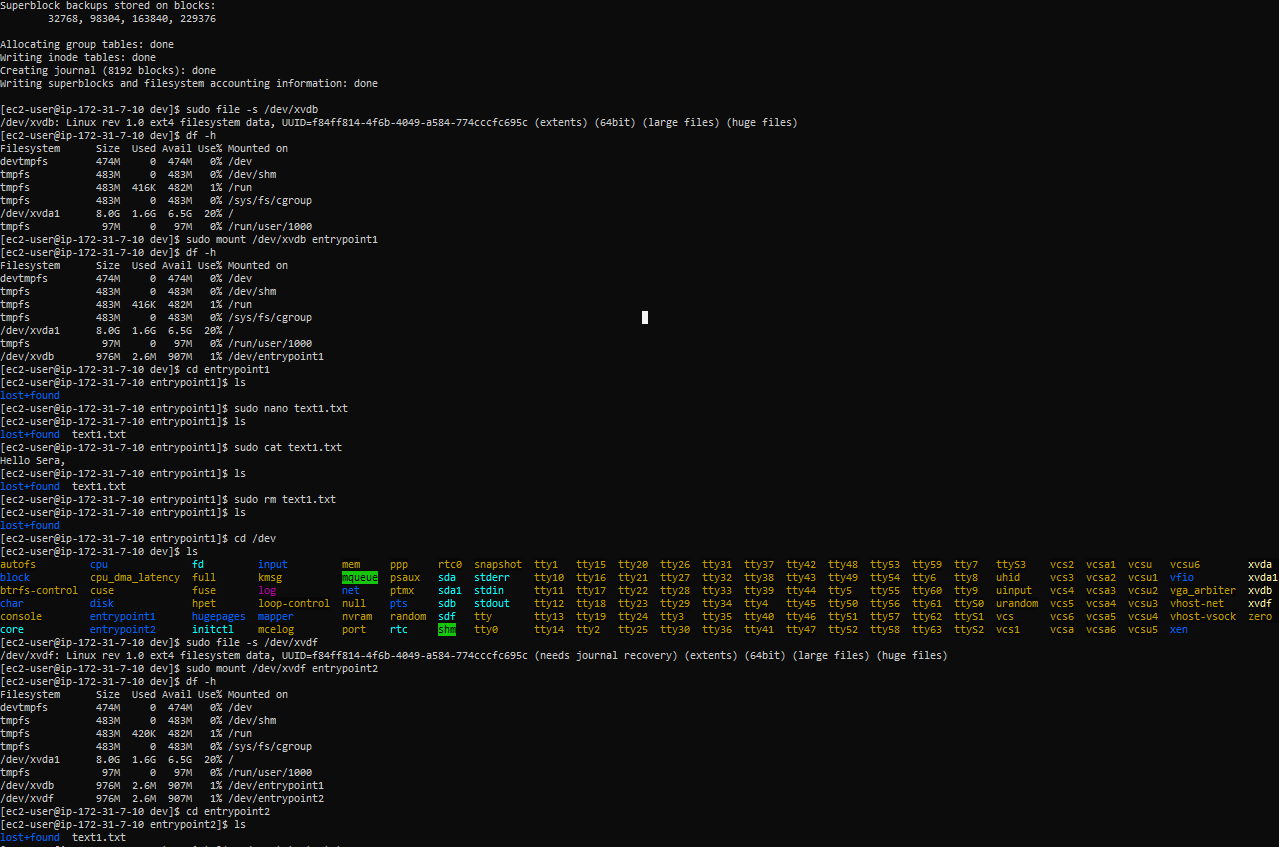 Superblock backups stored on blocks:
        32768, 98304, 163840, 229376

Allocating group tables: done
Writing inode tables: done
Creating journal (8192 blocks): done
Writing superblocks and filesystem accounting information: done

[ec2-user@ip-172-31-7-10 dev]$ sudo file -s /dev/xvdb
/dev/xvdb: Linux rev 1.0 ext4 filesystem data, UUID=f84ff814-4f6b-4049-a584-774cccfc695c (extents) (64bit) (large files) (huge files)
[ec2-user@ip-172-31-7-10 dev]$ df -h
Filesystem      Size  Used Avail Use% Mounted on
devtmpfs        474M     0  474M   0% /dev
tmpfs           483M     0  483M   0% /dev/shm
tmpfs           483M  416K  482M   1% /run
tmpfs           483M     0  483M   0% /sys/fs/cgroup
/dev/xvda1      8.0G  1.6G  6.5G  20% /
tmpfs            97M     0   97M   0% /run/user/1000
[ec2-user@ip-172-31-7-10 dev]$ sudo mount /dev/xvdb entrypoint1
[ec2-user@ip-172-31-7-10 dev]$ df -h
Filesystem      Size  Used Avail Use% Mounted on
devtmpfs        474M     0  474M   0% /dev
tmpfs           483M     0  483M   0% /dev/shm
tmpfs           483M  416K  482M   1% /run
tmpfs           483M     0  483M   0% /sys/fs/cgroup
/dev/xvda1      8.0G  1.6G  6.5G  20% /
tmpfs            97M     0   97M   0% /run/user/1000
/dev/xvdb       976M  2.6M  907M   1% /dev/entrypoint1
[ec2-user@ip-172-31-7-10 dev]$ cd entrypoint1
[ec2-user@ip-172-31-7-10 entrypoint1]$ ls
lost+found
[ec2-user@ip-172-31-7-10 entrypoint1]$ sudo nano text1.txt
[ec2-user@ip-172-31-7-10 entrypoint1]$ ls
lost+found  text1.txt
[ec2-user@ip-172-31-7-10 entrypoint1]$ sudo cat text1.txt
Hello Sera,
[ec2-user@ip-172-31-7-10 entrypoint1]$ ls
lost+found  text1.txt
[ec2-user@ip-172-31-7-10 entrypoint1]$ sudo rm text1.txt
[ec2-user@ip-172-31-7-10 entrypoint1]$ ls
lost+found
[ec2-user@ip-172-31-7-10 entrypoint1]$ cd /dev
[ec2-user@ip-172-31-7-10 dev]$ ls
autofs cpu fd input mem ppp rtc0 snapshot tty1 tty15 tty20 tty26 tty31 tty37 tty42 tty48 tty53 tty59 tty7 ttyS3 vcs2 vcsa1 vcsu vcsu6 xvda
block cpu_dma_latency full kmsg mqueue psaux sda stderr tty10 tty16 tty21 tty27 tty32 tty38 tty43 tty49 tty54 tty6 tty8 uhid vcs3 vcsa2 vcsu1 vfio xvda1
btrfs-control cuse fuse log net ptmx sda1 stdin tty11 tty17 tty22 tty28 tty33 tty39 tty44 tty5 tty55 tty60 tty9 uinput vcs4 vcsa3 vcsu2 vga_arbiter xvdb
char disk hpet loop-control null pts sdb stdout tty12 tty18 tty23 tty29 tty34 tty4 tty45 tty50 tty56 tty61 ttyS0 urandom vcs5 vcsa4 vcsu3 vhost-net xvdf
console entrypoint1 hugepages mapper nvram random sdf tty tty13 tty19 tty24 tty3 tty35 tty40 tty46 tty51 tty57 tty62 ttyS1 vcs vcs6 vcsa5 vcsu4 vhost-vsock zero
core entrypoint2 initctl mcelog port rtc shm tty0 tty14 tty2 tty25 tty30 tty36 tty41 tty47 tty52 tty58 tty63 ttyS2 vcs1 vcsa vcsa6 vcsu5 xen
[ec2-user@ip-172-31-7-10 dev]$ sudo file -s /dev/xvdf
/dev/xvdf: Linux rev 1.0 ext4 filesystem data, UUID=f84ff814-4f6b-4049-a584-774cccfc695c (needs journal recovery) (extents) (64bit) (large files) (huge files)
[ec2-user@ip-172-31-7-10 dev]$ sudo mount /dev/xvdf entrypoint2
[ec2-user@ip-172-31-7-10 dev]$ df -h
Filesystem      Size  Used Avail Use% Mounted on
devtmpfs        474M     0  474M   0% /dev
tmpfs           483M     0  483M   0% /dev/shm
tmpfs           483M  420K  482M   1% /run
tmpfs           483M     0  483M   0% /sys/fs/cgroup
/dev/xvda1      8.0G  1.6G  6.5G  20% /
tmpfs            97M     0   97M   0% /run/user/1000
/dev/xvdb       976M  2.6M  907M   1% /dev/entrypoint1
/dev/xvdf       976M  2.6M  907M   1% /dev/entrypoint2
[ec2-user@ip-172-31-7-10 dev]$ cd entrypoint2
[ec2-user@ip-172-31-7-10 entrypoint2]$ ls
lost+found  text1.txt